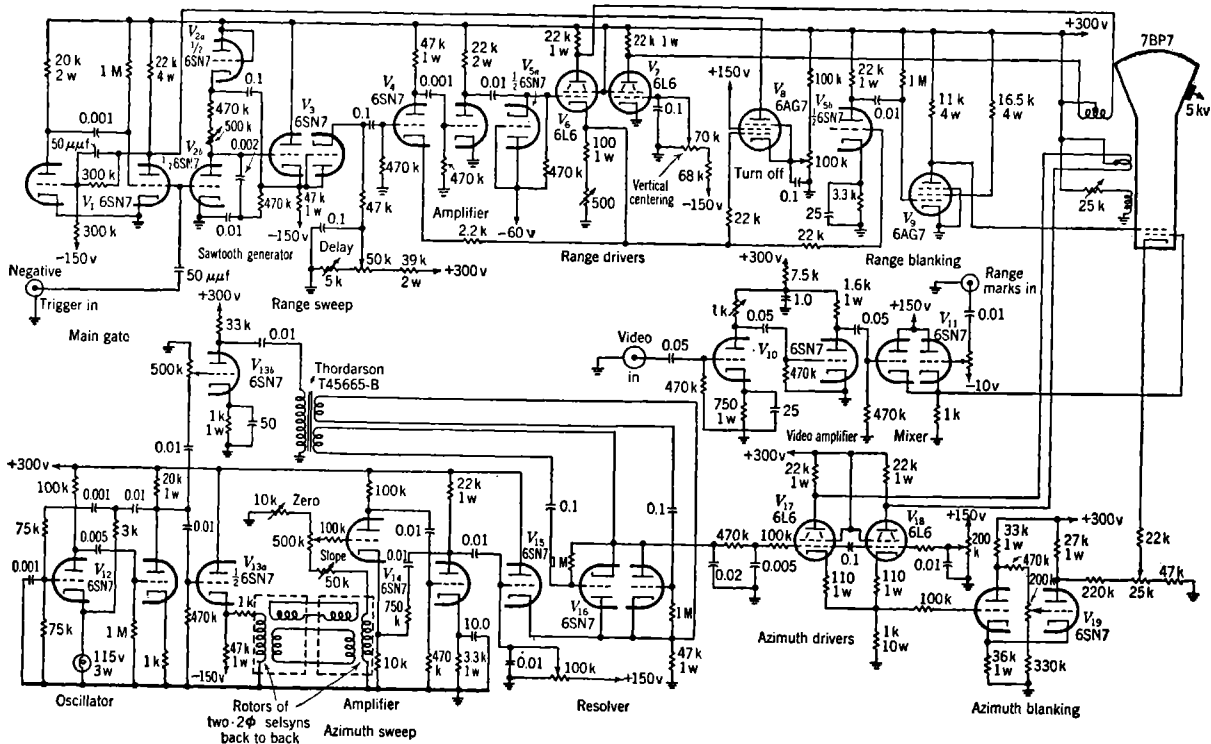 +300v
7BP7
5 kv
20 k
2 w
1 M
22 k
4 w
V2a
1/2
6SN7
0.1
470 k
500 k
0.002
V2b
1/2 6SN7
0.001
50 μμf
300 k
V1 6SN7
300 k
-150 v
0.01
470 k
47 k
1 w
-150 v
V3
6SN7
Sawtooth generator
0.1
47 k
1 w
0.001
22 k
2 w
0.01
V5a
1/2
6SN7
V4
6SN7
470 k
470 k
Amplifier
470 k
-60 v
2.2 k
47 k
0.1
Delay
5 k
50 k
39 k
2 w
+300 v
Range sweep
22 k
1 w
22 k 1 w
V6
6L6
V7
6L6
0.1
100
1 w
500
70 k
Vertical
centering
68 k
-150 v
Range drivers
+150 v
V8
6AG7
Turn off
100 k
100 k
0.1
22 k
22 k
22 k
1 w
V5b
1/2 6SN7
0.01
3.3 k
25
1 M
11 k
4 w
16.5 k
4 w
V9
6AG7
Range blanking
25 k
Negative
Trigger in
50 μμf
Main gate
+300 v
33 k
0.01
500 k
V13b
6SN7
1 k
1 w
50
0.01
Thordarson
T45665-B
Video
in
0.05
470 k
+300 v
7.5 k
1.0
1 k
1.6 k
1 w
0.05
0.05
V10
6SN7
470 k
750
1 w
25
Video amplifier
470 k
+150 v
V11
6SN7
Range
marks in
0.01
-10 v
1 k
Mixer
+300 v
100 k
0.001
0.01
20 k
1 w
75 k
3 k
0.005
0.001
V12
6SN7
75 k
1 M
115 v
3 w
1 k
Oscillator
0.01
V13a
1/2 6SN7
470 k
1 k
47 k
1 w
-150 v
Rotors of
two 2ϕ selsyns
back to back
10 k
Zero
100 k
500 k
Slope
50 k
100 k
0.01
22 k
1 w
0.01
0.01
V14
6SN7
750
k
10 k
470
k
3.3 k
1 w
10.0
Amplifier
Azimuth sweep
V15
6SN7
0.01
100 k
+150 v
0.1
0.1
1 M
V16
6SN7
1 M
47 k
1 w
Resolver
470 k
100 k
0.02
0.005
+300 v
22 k
1 w
22 k
1 w
V17
6L6
V18
6L6
0.1
110
1 w
110
1 w
0.01
+150 v
200
k
100 k
1 k
10 w
Azimuth drivers
33 k
1 w
470 k
200 k
+300 v
27 k
1 w
V19
6SN7
36 k
1 w
330 k
220 k
25 k
22 k
47 k
Azimuth blanking